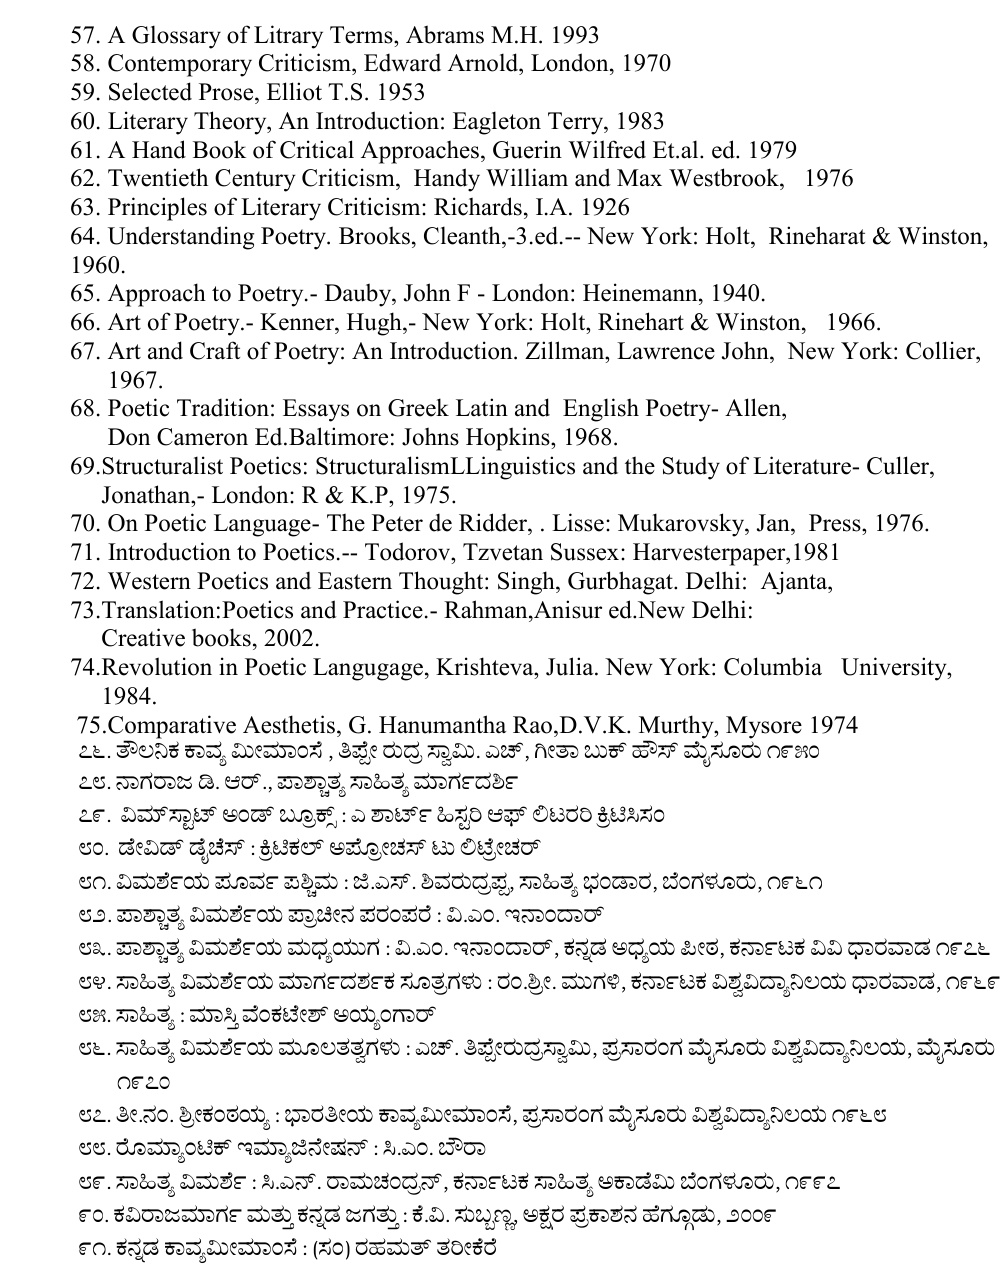 57. A Glossary of Litrary Terms, Abrams M.H. 1993
58. Contemporary Criticism, Edward Arnold, London, 1970
59. Selected Prose, Elliot T.S. 1953
60. Literary Theory, An Introduction: Eagleton Terry, 1983
61. A Hand Book of Critical Approaches, Guerin Wilfred Et.al. ed. 1979
62. Twentieth Century Criticism,  Handy William and Max Westbrook,   1976
63. Principles of Literary Criticism: Richards, I.A. 1926
64. Understanding Poetry. Brooks, Cleanth,-3.ed.-- New York: Holt,  Rineharat & Winston,
1960.
65. Approach to Poetry.- Dauby, John F - London: Heinemann, 1940.
66. Art of Poetry.- Kenner, Hugh,- New York: Holt, Rinehart & Winston,   1966.
67. Art and Craft of Poetry: An Introduction. Zillman, Lawrence John,  New York: Collier,
1967.
68. Poetic Tradition: Essays on Greek Latin and  English Poetry- Allen,
Don Cameron Ed.Baltimore: Johns Hopkins, 1968.
69.Structuralist Poetics: StructuralismLLinguistics and the Study of Literature- Culler,
Jonathan,- London: R & K.P, 1975.
70. On Poetic Language- The Peter de Ridder, . Lisse: Mukarovsky, Jan,  Press, 1976.
71. Introduction to Poetics.-- Todorov, Tzvetan Sussex: Harvesterpaper,1981
72. Western Poetics and Eastern Thought: Singh, Gurbhagat. Delhi:  Ajanta,
73.Translation:Poetics and Practice.- Rahman,Anisur ed.New Delhi:
Creative books, 2002.
74.Revolution in Poetic Langugage, Krishteva, Julia. New York: Columbia   University,
1984.
75.Comparative Aesthetis, G. Hanumantha Rao,D.V.K. Murthy, Mysore 1974
೭೬. ತೌಲನಿಕ ಕಾವ್ಯ ಮೀಮಾಂಸೆ , ತಿಪ್ಪೇ ರುದ್ರ ಸ್ವಾಮಿ. ಎಚ್, ಗೀತಾ ಬುಕ್ ಹೌಸ್ ಮೈಸೂರು ೧೯೫೦
೭೮. ನಾಗರಾಜ ಡಿ. ಆರ್., ಪಾಶ್ಚಾತ್ಯ ಸಾಹಿತ್ಯ ಮಾರ್ಗದರ್ಶಿ
೭೯.  ವಿಮ್‌ಸ್ಟಾಟ್ ಅಂಡ್ ಬ್ರೂಕ್ಸ್ : ಎ ಶಾರ್ಟ್ ಹಿಸ್ಟರಿ ಆಫ್ ಲಿಟರರಿ ಕ್ರಿಟಿಸಿಸಂ
೮೦.  ಡೇವಿಡ್ ಡೈಚೆಸ್ : ಕ್ರಿಟಿಕಲ್ ಅಪ್ರೋಚಸ್ ಟು ಲಿಟ್ರೇಚರ್
೮೧. ವಿಮರ್ಶೆಯ ಪೂರ್ವ ಪಶ್ಚಿಮ : ಜಿ.ಎಸ್. ಶಿವರುದ್ರಪ್ಪ, ಸಾಹಿತ್ಯ ಭಂಡಾರ, ಬೆಂಗಳೂರು, ೧೯೬೧
೮೨. ಪಾಶ್ಚಾತ್ಯ ವಿಮರ್ಶೆಯ ಪ್ರಾಚೀನ ಪರಂಪರೆ : ವಿ.ಎಂ. ಇನಾಂದಾರ್
೮೩. ಪಾಶ್ಚಾತ್ಯ ವಿಮರ್ಶೆಯ ಮಧ್ಯಯುಗ : ವಿ.ಎಂ. ಇನಾಂದಾರ್, ಕನ್ನಡ ಅಧ್ಯಯ ಪೀಠ, ಕರ್ನಾಟಕ ವಿವಿ ಧಾರವಾಡ ೧೯೭೬
೮೪. ಸಾಹಿತ್ಯ ವಿಮರ್ಶೆಯ ಮಾರ್ಗದರ್ಶಕ ಸೂತ್ರಗಳು : ರಂ.ಶ್ರೀ. ಮುಗಳಿ, ಕರ್ನಾಟಕ ವಿಶ್ವವಿದ್ಯಾನಿಲಯ ಧಾರವಾಡ, ೧೯೬೯
೮೫. ಸಾಹಿತ್ಯ : ಮಾಸ್ತಿ ವೆಂಕಟೇಶ್ ಅಯ್ಯಂಗಾರ್
೮೬. ಸಾಹಿತ್ಯ ವಿಮರ್ಶೆಯ ಮೂಲತತ್ವಗಳು : ಎಚ್. ತಿಪ್ಪೇರುದ್ರಸ್ವಾಮಿ, ಪ್ರಸಾರಂಗ ಮೈಸೂರು ವಿಶ್ವವಿದ್ಯಾನಿಲಯ, ಮೈಸೂರು
೧೯೭೦
೮೭. ತೀ.ನಂ. ಶ್ರೀಕಂಠಯ್ಯ : ಭಾರತೀಯ ಕಾವ್ಯಮೀಮಾಂಸೆ, ಪ್ರಸಾರಂಗ ಮೈಸೂರು ವಿಶ್ವವಿದ್ಯಾನಿಲಯ ೧೯೬೮
೮೮. ರೊಮ್ಯಾಂಟಿಕ್ ಇಮ್ಯಾಜಿನೇಷನ್ : ಸಿ.ಎಂ. ಬೌರಾ
೮೯. ಸಾಹಿತ್ಯ ವಿಮರ್ಶೆ : ಸಿ.ಎನ್. ರಾಮಚಂದ್ರನ್, ಕರ್ನಾಟಕ ಸಾಹಿತ್ಯ ಅಕಾಡೆಮಿ ಬೆಂಗಳೂರು, ೧೯೯೭
೯೦. ಕವಿರಾಜಮಾರ್ಗ ಮತ್ತು ಕನ್ನಡ ಜಗತ್ತು : ಕೆ.ವಿ. ಸುಬ್ಬಣ್ಣ, ಅಕ್ಷರ ಪ್ರಕಾಶನ ಹೆಗ್ಗೂಡು, ೨೦೦೯
೯೧. ಕನ್ನಡ ಕಾವ್ಯಮೀಮಾಂಸೆ : (ಸಂ) ರಹಮತ್ ತರೀಕೆರೆ